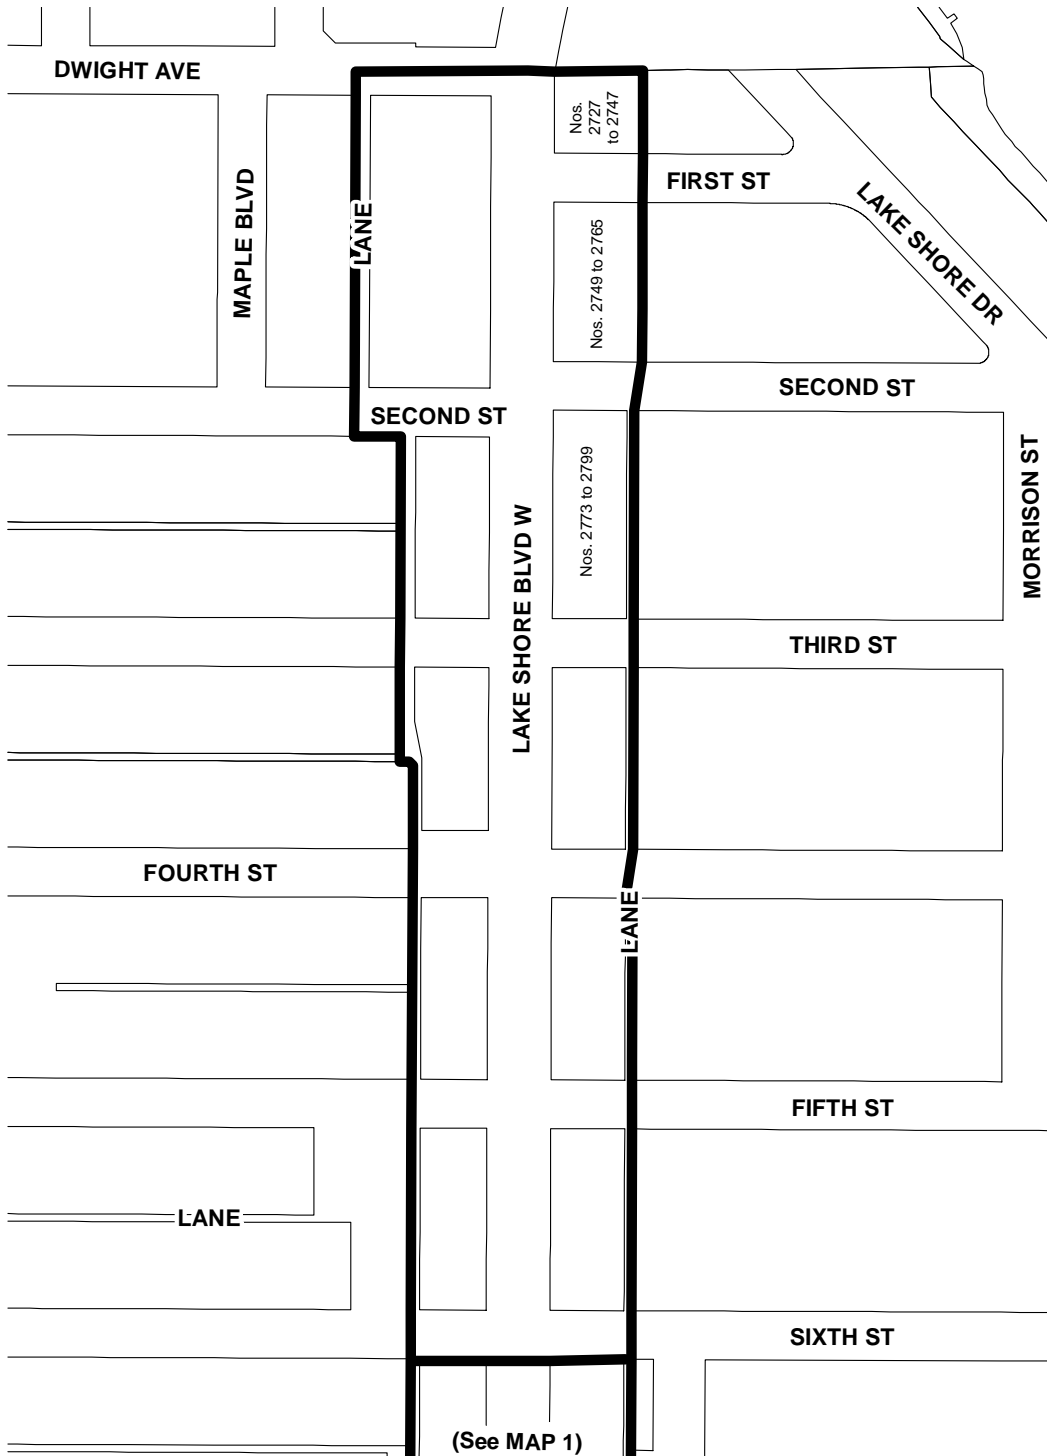 DWIGHT AVE
Nos.
2727
to 2747
FIRST ST
MAPLE BLVD
LANE
LAKE SHORE DR
Nos. 2749 to 2765
SECOND ST
SECOND ST
Nos. 2773 to 2799
MORRISON ST
LAKE SHORE BLVD W
THIRD ST
FOURTH ST
LANE
FIFTH ST
LANE
SIXTH ST
(See MAP 1)